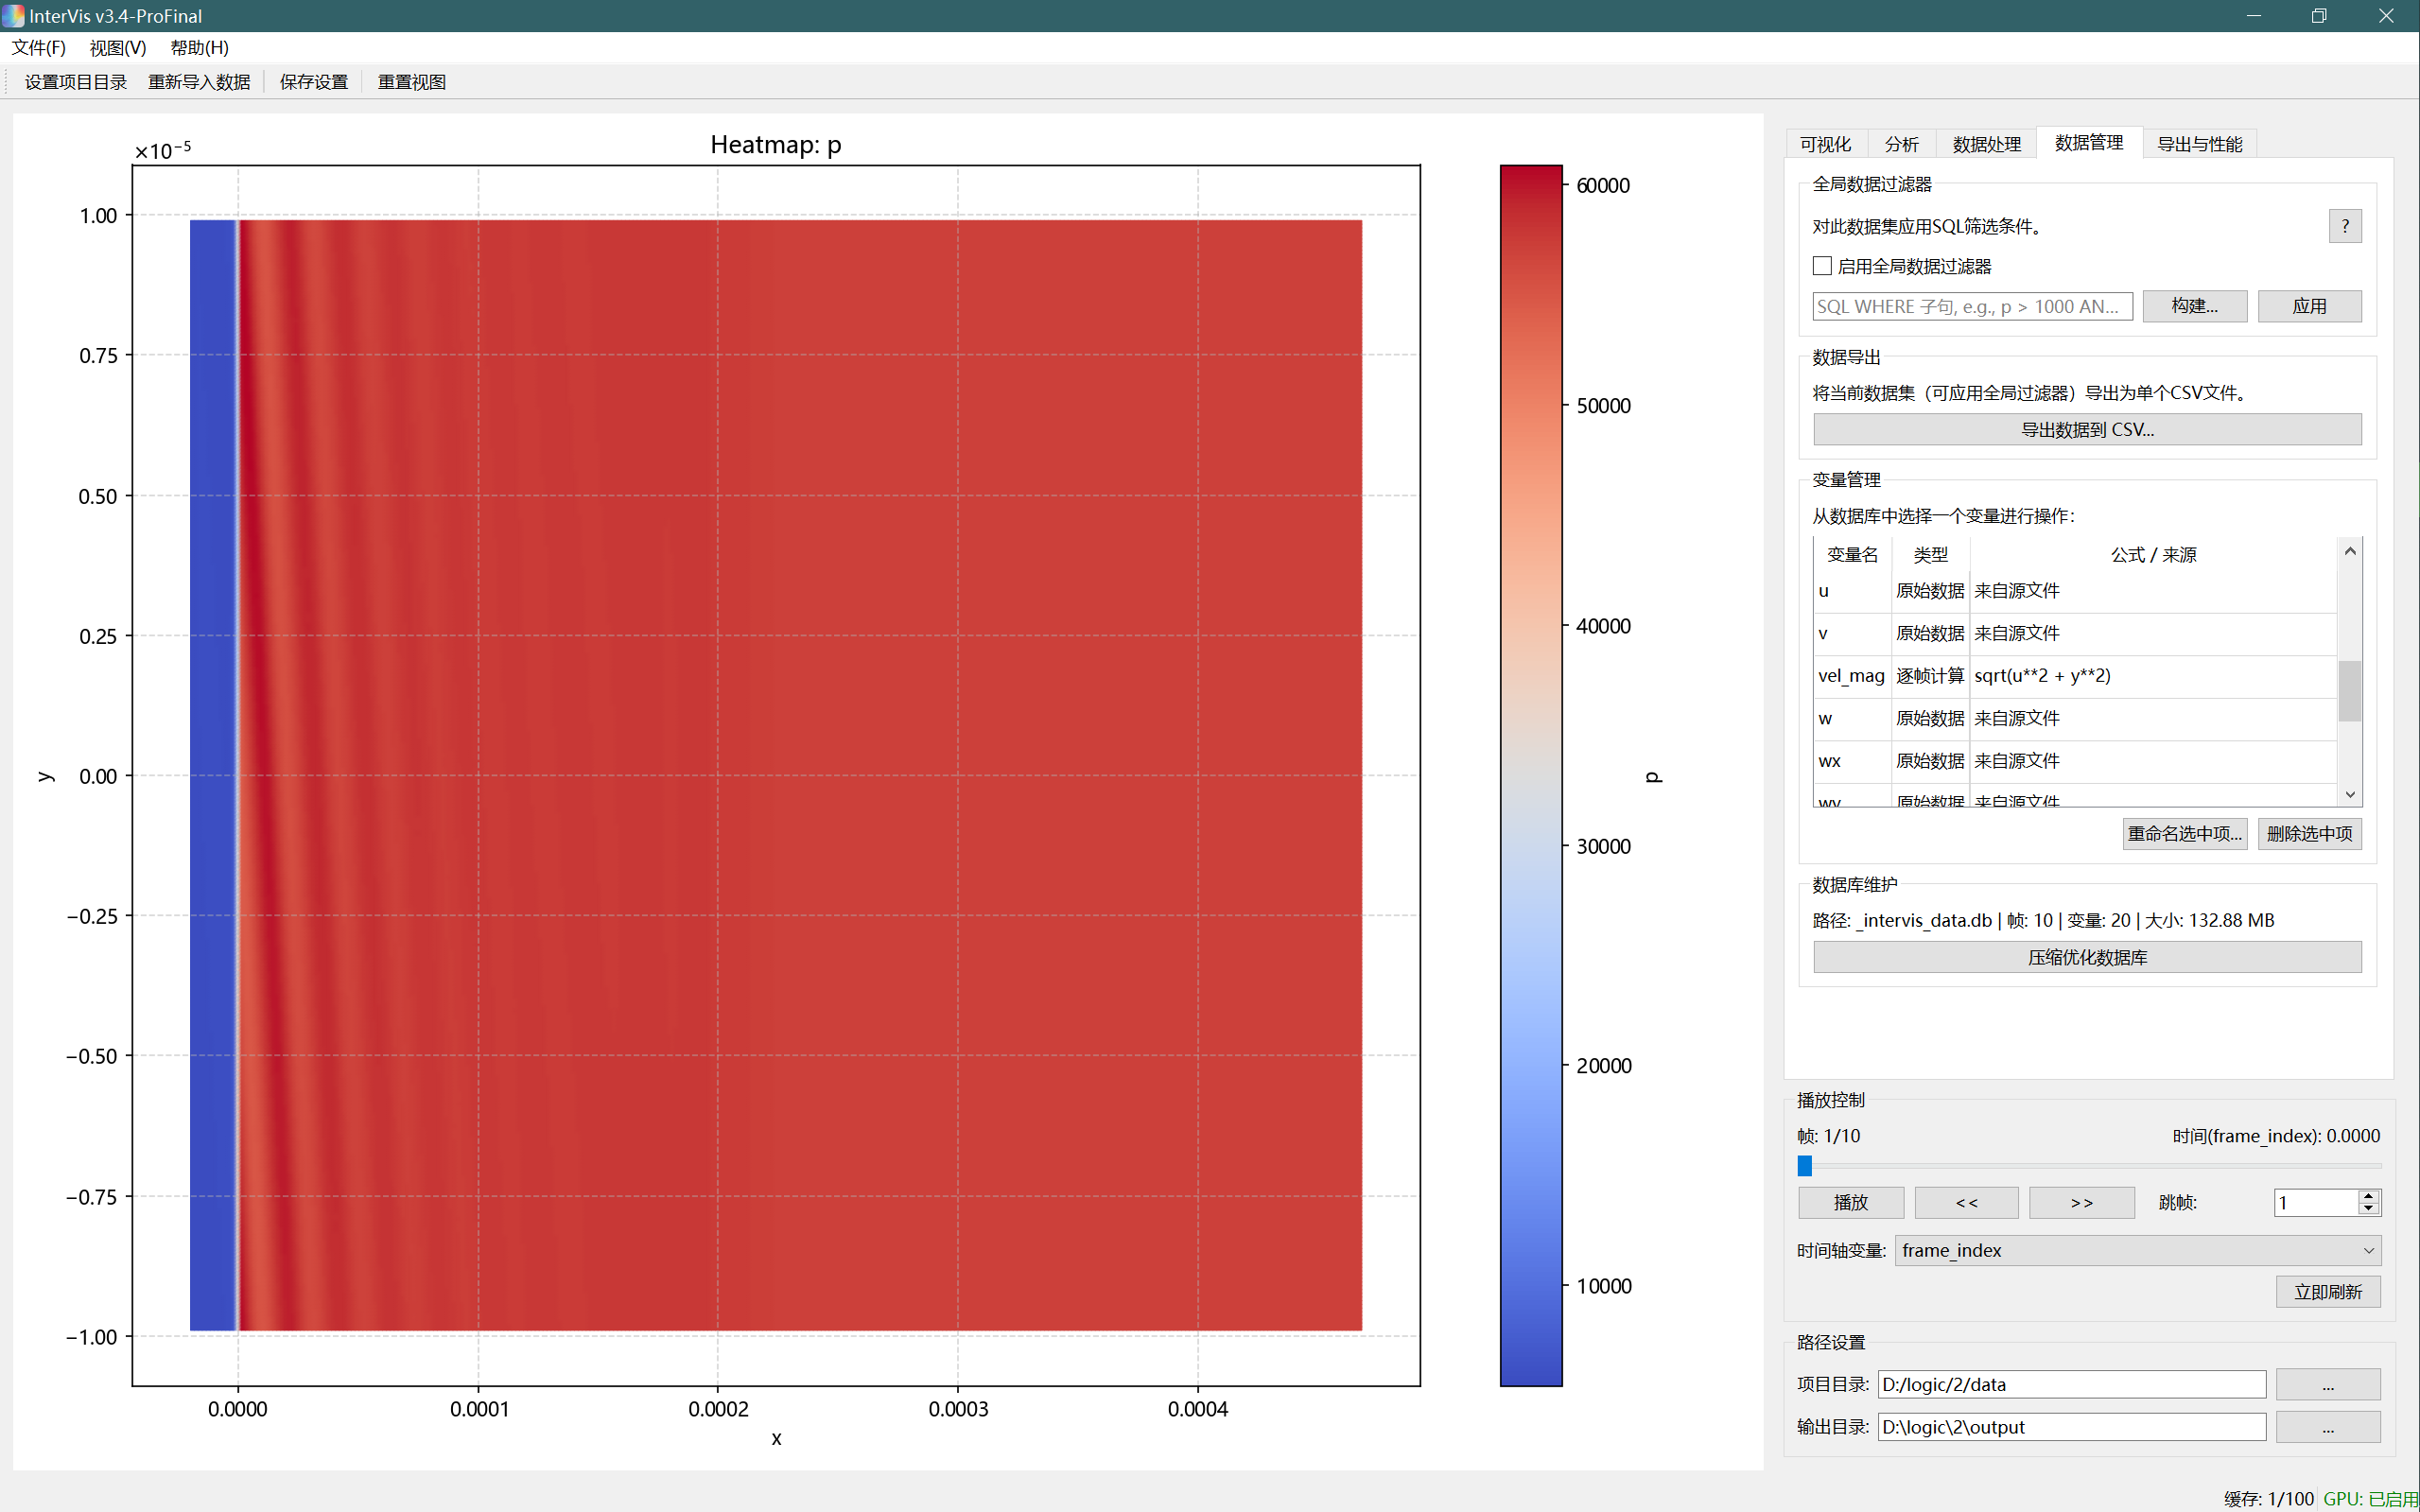 InterVis v3.4-ProFinal
文件(F) 视图(V) 帮助(H)
设置项目目录 重新导入数据 保存设置 重置视图
Heatmap: p
×10⁻⁵
1.00
0.75
0.50
0.25
0.00
−0.25
−0.50
−0.75
−1.00
y
0.0000 0.0001 0.0002 0.0003 0.0004
x
60000
50000
40000
30000
20000
10000
p
可视化 分析 数据处理 数据管理 导出与性能
全局数据过滤器
对此数据集应用SQL筛选条件。 ?
启用全局数据过滤器
SQL WHERE 子句, e.g., p > 1000 AN... 构建... 应用
数据导出
将当前数据集（可应用全局过滤器）导出为单个CSV文件。
导出数据到 CSV...
变量管理
从数据库中选择一个变量进行操作:
变量名 类型 公式 / 来源
u 原始数据 来自源文件
v 原始数据 来自源文件
vel_mag 逐帧计算 sqrt(u**2 + y**2)
w 原始数据 来自源文件
wx 原始数据 来自源文件
wy 原始数据 来自源文件
重命名选中项... 删除选中项
数据库维护
路径: _intervis_data.db | 帧: 10 | 变量: 20 | 大小: 132.88 MB
压缩优化数据库
播放控制
帧: 1/10 时间(frame_index): 0.0000
播放 << >> 跳帧: 1
时间轴变量: frame_index
立即刷新
路径设置
项目目录: D:/logic/2/data ...
输出目录: D:\logic\2\output ...
缓存: 1/100 GPU: 已启用